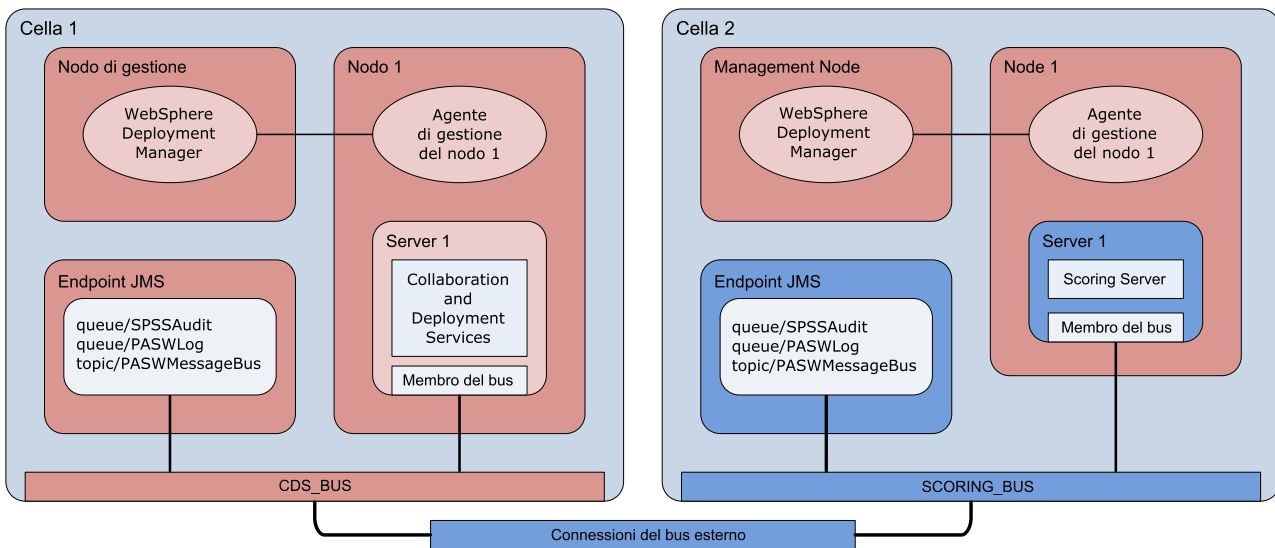 Cella 1
Nodo di gestione
WebSphere
Deployment
Manager
Nodo 1
Agente
di gestione
del nodo 1
Server 1
Collaboration
and
Deployment
Services
Membro del bus
Endpoint JMS
queue/SPSSAudit
queue/PASWLog
topic/PASWMessageBus
CDS_BUS
Cella 2
Management Node
WebSphere
Deployment
Manager
Node 1
Agente
di gestione
del nodo 1
Server 1
Scoring Server
Membro del bus
Endpoint JMS
queue/SPSSAudit
queue/PASWLog
topic/PASWMessageBus
SCORING_BUS
Connessioni del bus esterno